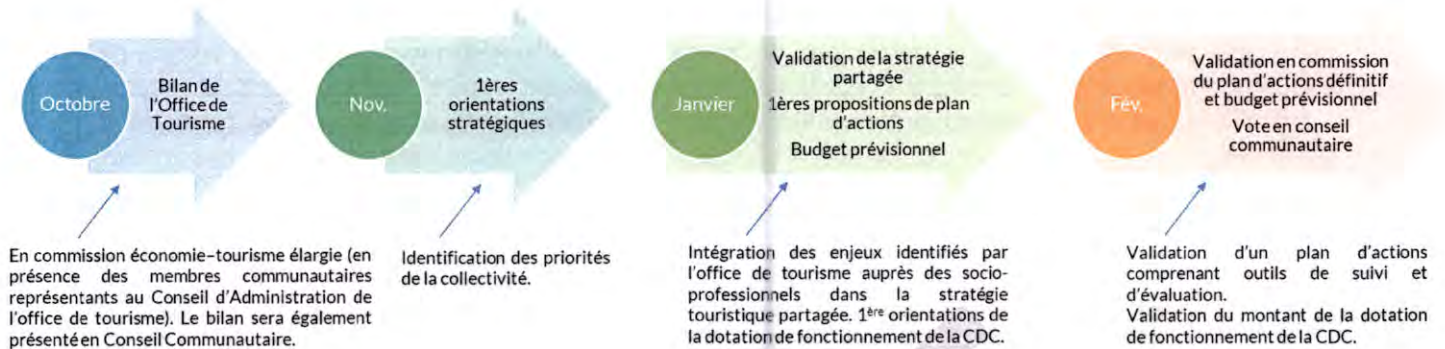 Octobre
Bilan de
l'Office de
Tourisme
Nov.
1ères
orientations
stratégiques
Janvier
Validation de la stratégie
partagée
1ères propositions de plan
d'actions
Budget prévisionnel
Fév.
Validation en commission
du plan d'actions définitif
et budget prévisionnel
Vote en conseil
communautaire
En commission économie–tourisme élargie (en
présence des membres communautaires
représentants au Conseil d'Administration de
l'office de tourisme). Le bilan sera également
présenté en Conseil Communautaire.
Identification des priorités
de la collectivité.
Intégration des enjeux identifiés par
l'office de tourisme auprès des socio-
professionnels dans la stratégie
touristique partagée. 1ère orientations de
la dotation de fonctionnement de la CDC.
Validation d'un plan d'actions
comprenant outils de suivi et
d'évaluation.
Validation du montant de la dotation
de fonctionnement de la CDC.